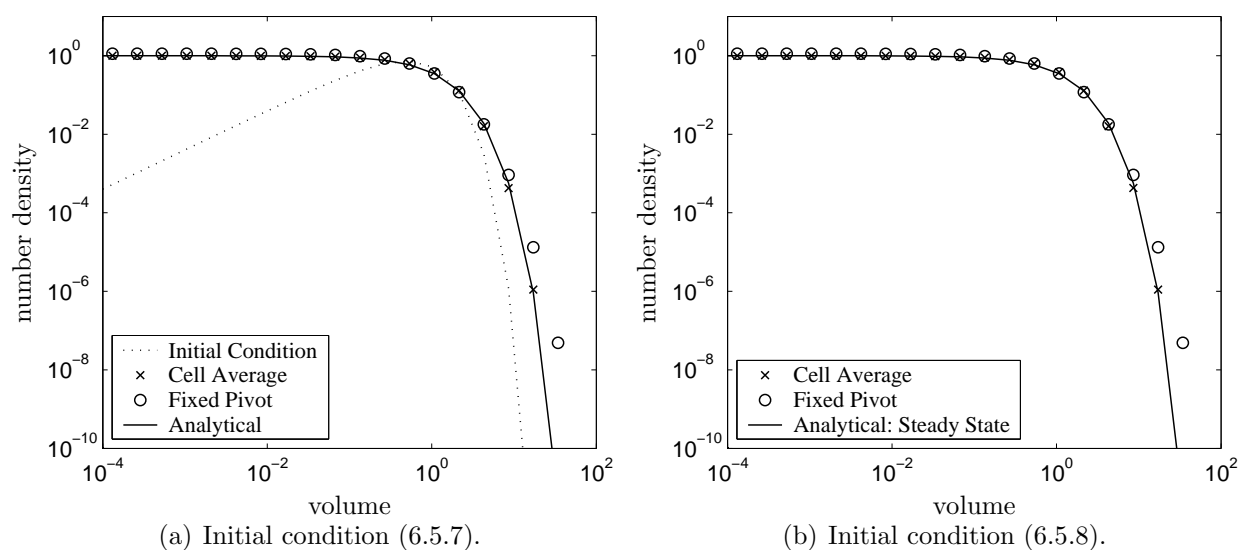 10^0
10^−2
10^−4
10^−6
10^−8
10^−10
number density
Initial Condition
Cell Average
Fixed Pivot
Analytical
10^−4
10^−2
10^0
10^2
volume
(a) Initial condition (6.5.7).
10^0
10^−2
10^−4
10^−6
10^−8
10^−10
number density
Cell Average
Fixed Pivot
Analytical: Steady State
10^−4
10^−2
10^0
10^2
volume
(b) Initial condition (6.5.8).